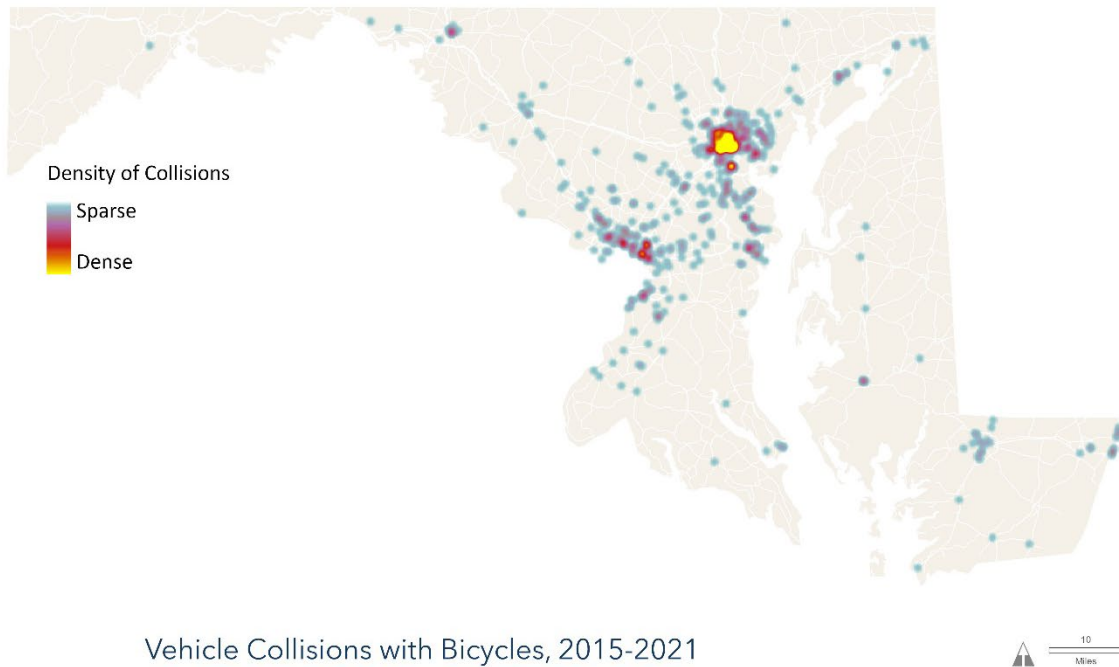 Density of Collisions
Sparse
Dense
Vehicle Collisions with Bicycles, 2015-2021
10
Miles